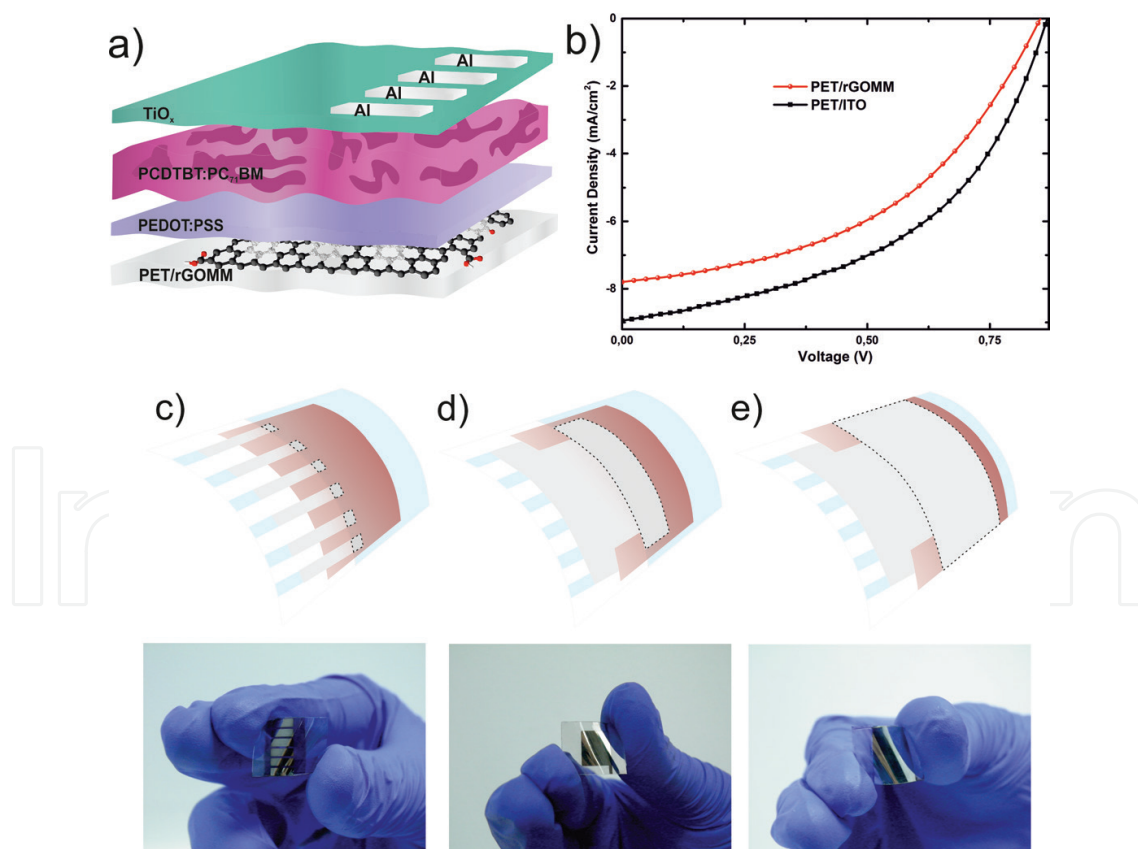 a)
Al
Al
Al
Al
TiOₓ
PCDTBT:PC₇₁BM
PEDOT:PSS
PET/rGOMM
b)
0
-2
-4
-6
-8
Current Density (mA/cm²)
PET/rGOMM
PET/ITO
0,00
0,25
0,50
0,75
Voltage (V)
c)
d)
e)